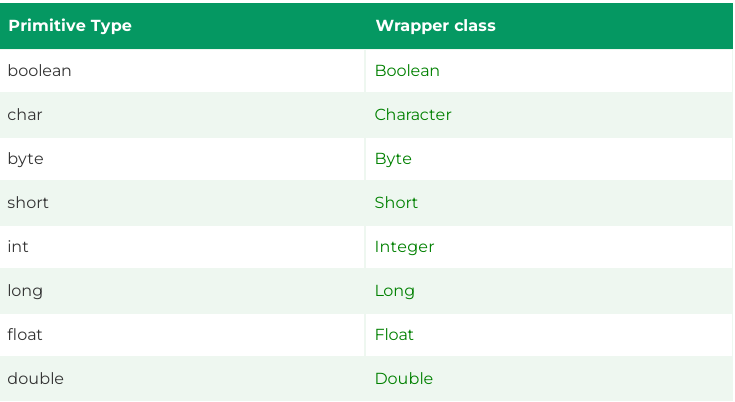 Primitive Type Wrapper class
boolean Boolean
char Character
byte Byte
short Short
int Integer
long Long
float Float
double Double